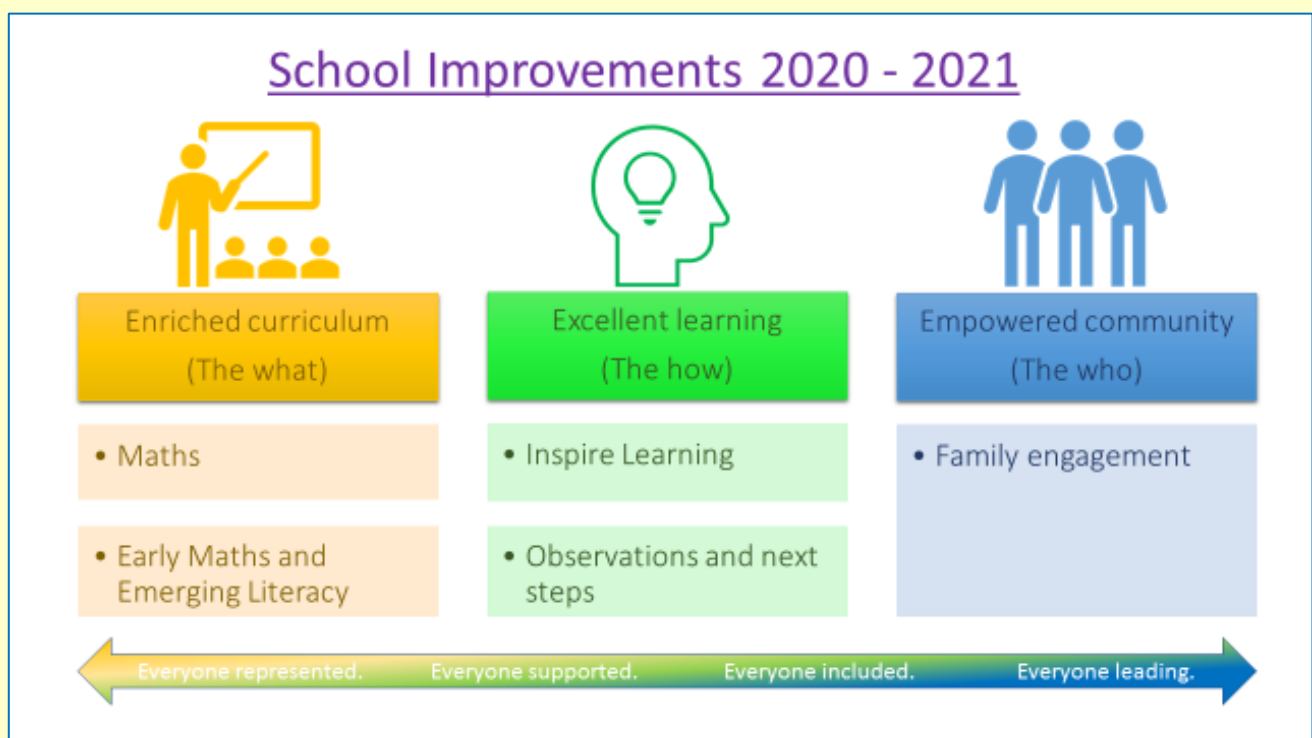 School Improvements 2020 - 2021
Enriched curriculum
(The what)
• Maths
• Early Maths and
Emerging Literacy
Excellent learning
(The how)
• Inspire Learning
• Observations and next
steps
Empowered community
(The who)
• Family engagement
Everyone represented. Everyone supported. Everyone included. Everyone leading.